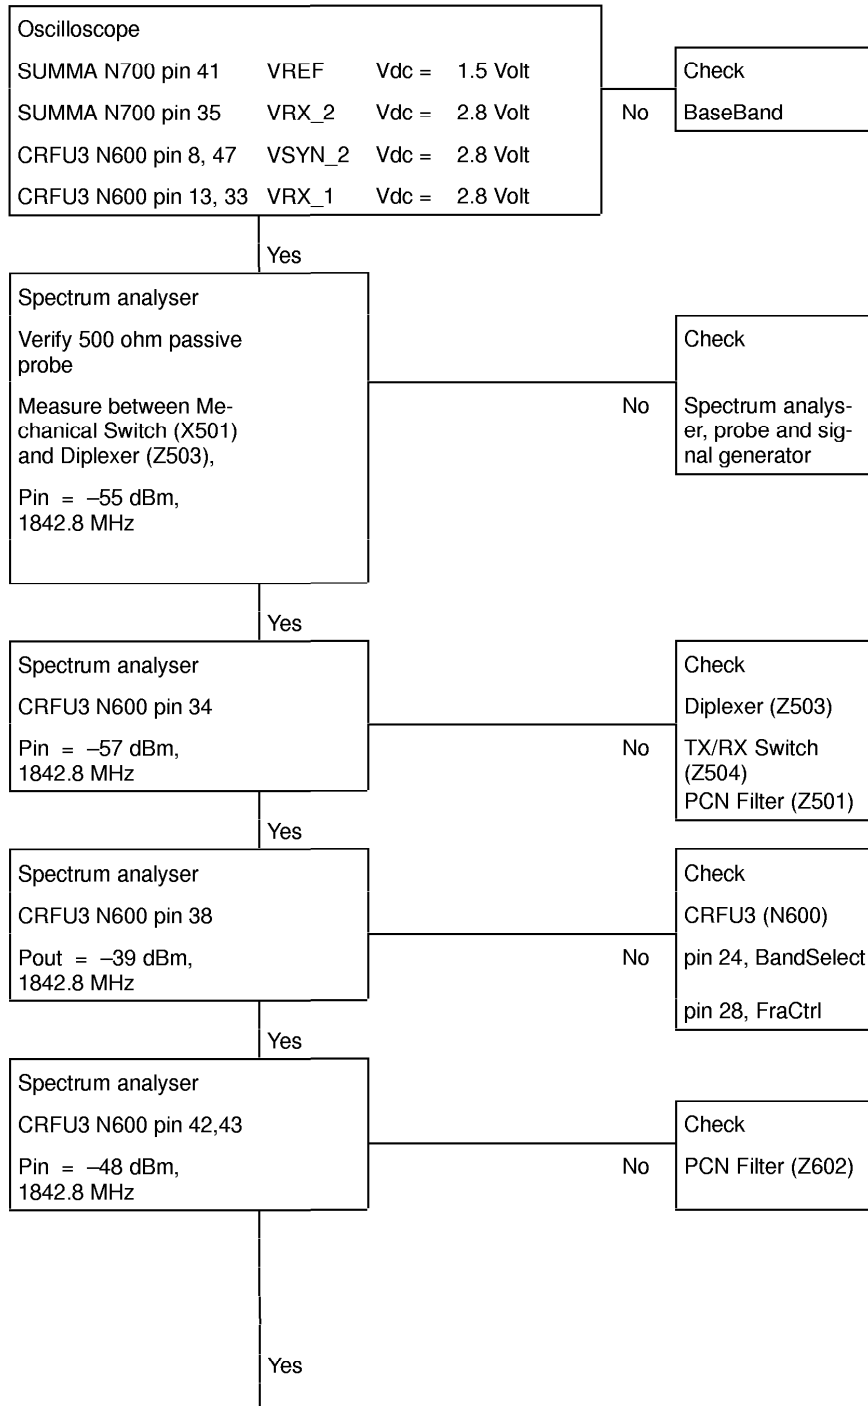 Oscilloscope
SUMMA N700 pin 41 VREF Vdc = 1.5 Volt
SUMMA N700 pin 35 VRX_2 Vdc = 2.8 Volt
CRFU3 N600 pin 8, 47 VSYN_2 Vdc = 2.8 Volt
CRFU3 N600 pin 13, 33 VRX_1 Vdc = 2.8 Volt
No
Check
BaseBand
Yes
Spectrum analyser
Verify 500 ohm passive
probe
Measure between Me-
chanical Switch (X501)
and Diplexer (Z503),
Pin = –55 dBm,
1842.8 MHz
No
Check
Spectrum analys-
er, probe and sig-
nal generator
Yes
Spectrum analyser
CRFU3 N600 pin 34
Pin = –57 dBm,
1842.8 MHz
No
Check
Diplexer (Z503)
TX/RX Switch
(Z504)
PCN Filter (Z501)
Yes
Spectrum analyser
CRFU3 N600 pin 38
Pout = –39 dBm,
1842.8 MHz
No
Check
CRFU3 (N600)
pin 24, BandSelect
pin 28, FraCtrl
Yes
Spectrum analyser
CRFU3 N600 pin 42,43
Pin = –48 dBm,
1842.8 MHz
No
Check
PCN Filter (Z602)
Yes